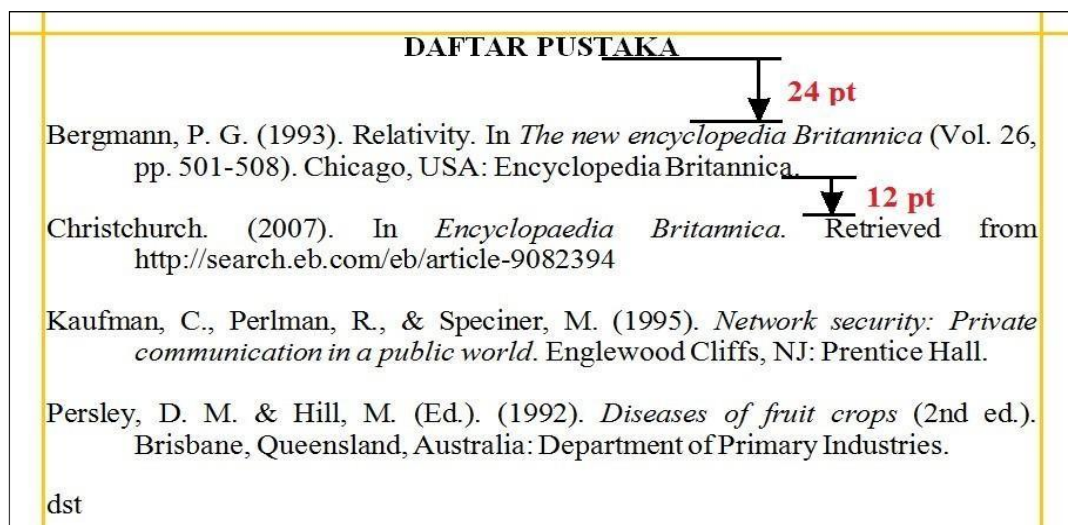 DAFTAR PUSTAKA
24 pt
Bergmann, P. G. (1993). Relativity. In The new encyclopedia Britannica (Vol. 26,
pp. 501-508). Chicago, USA: Encyclopedia Britannica.
12 pt
Christchurch. (2007). In Encyclopaedia Britannica. Retrieved from
http://search.eb.com/eb/article-9082394
Kaufman, C., Perlman, R., & Speciner, M. (1995). Network security: Private
communication in a public world. Englewood Cliffs, NJ: Prentice Hall.
Persley, D. M. & Hill, M. (Ed.). (1992). Diseases of fruit crops (2nd ed.).
Brisbane, Queensland, Australia: Department of Primary Industries.
dst